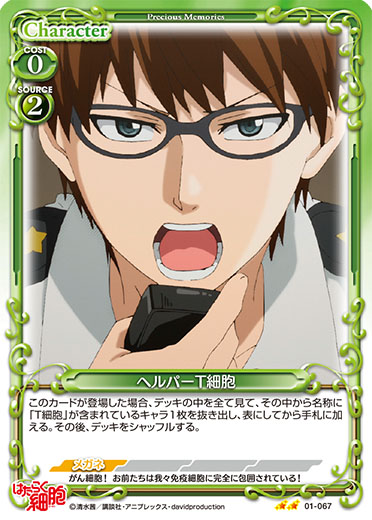 Precious Memories
Character
COST
0
SOURCE
2
ヘルパーT細胞
このカードが登場した場合、デッキの中を全て見て、その中から名称に
「T細胞」が含まれているキャラ1枚を抜き出し、表にしてから手札に加
える。その後、デッキをシャッフルする。
メガネ
がん細胞！ お前たちは我々免疫細胞に完全に包囲されている！
はたらく細胞
01-067
©清水茜／講談社・アニプレックス・davidproduction